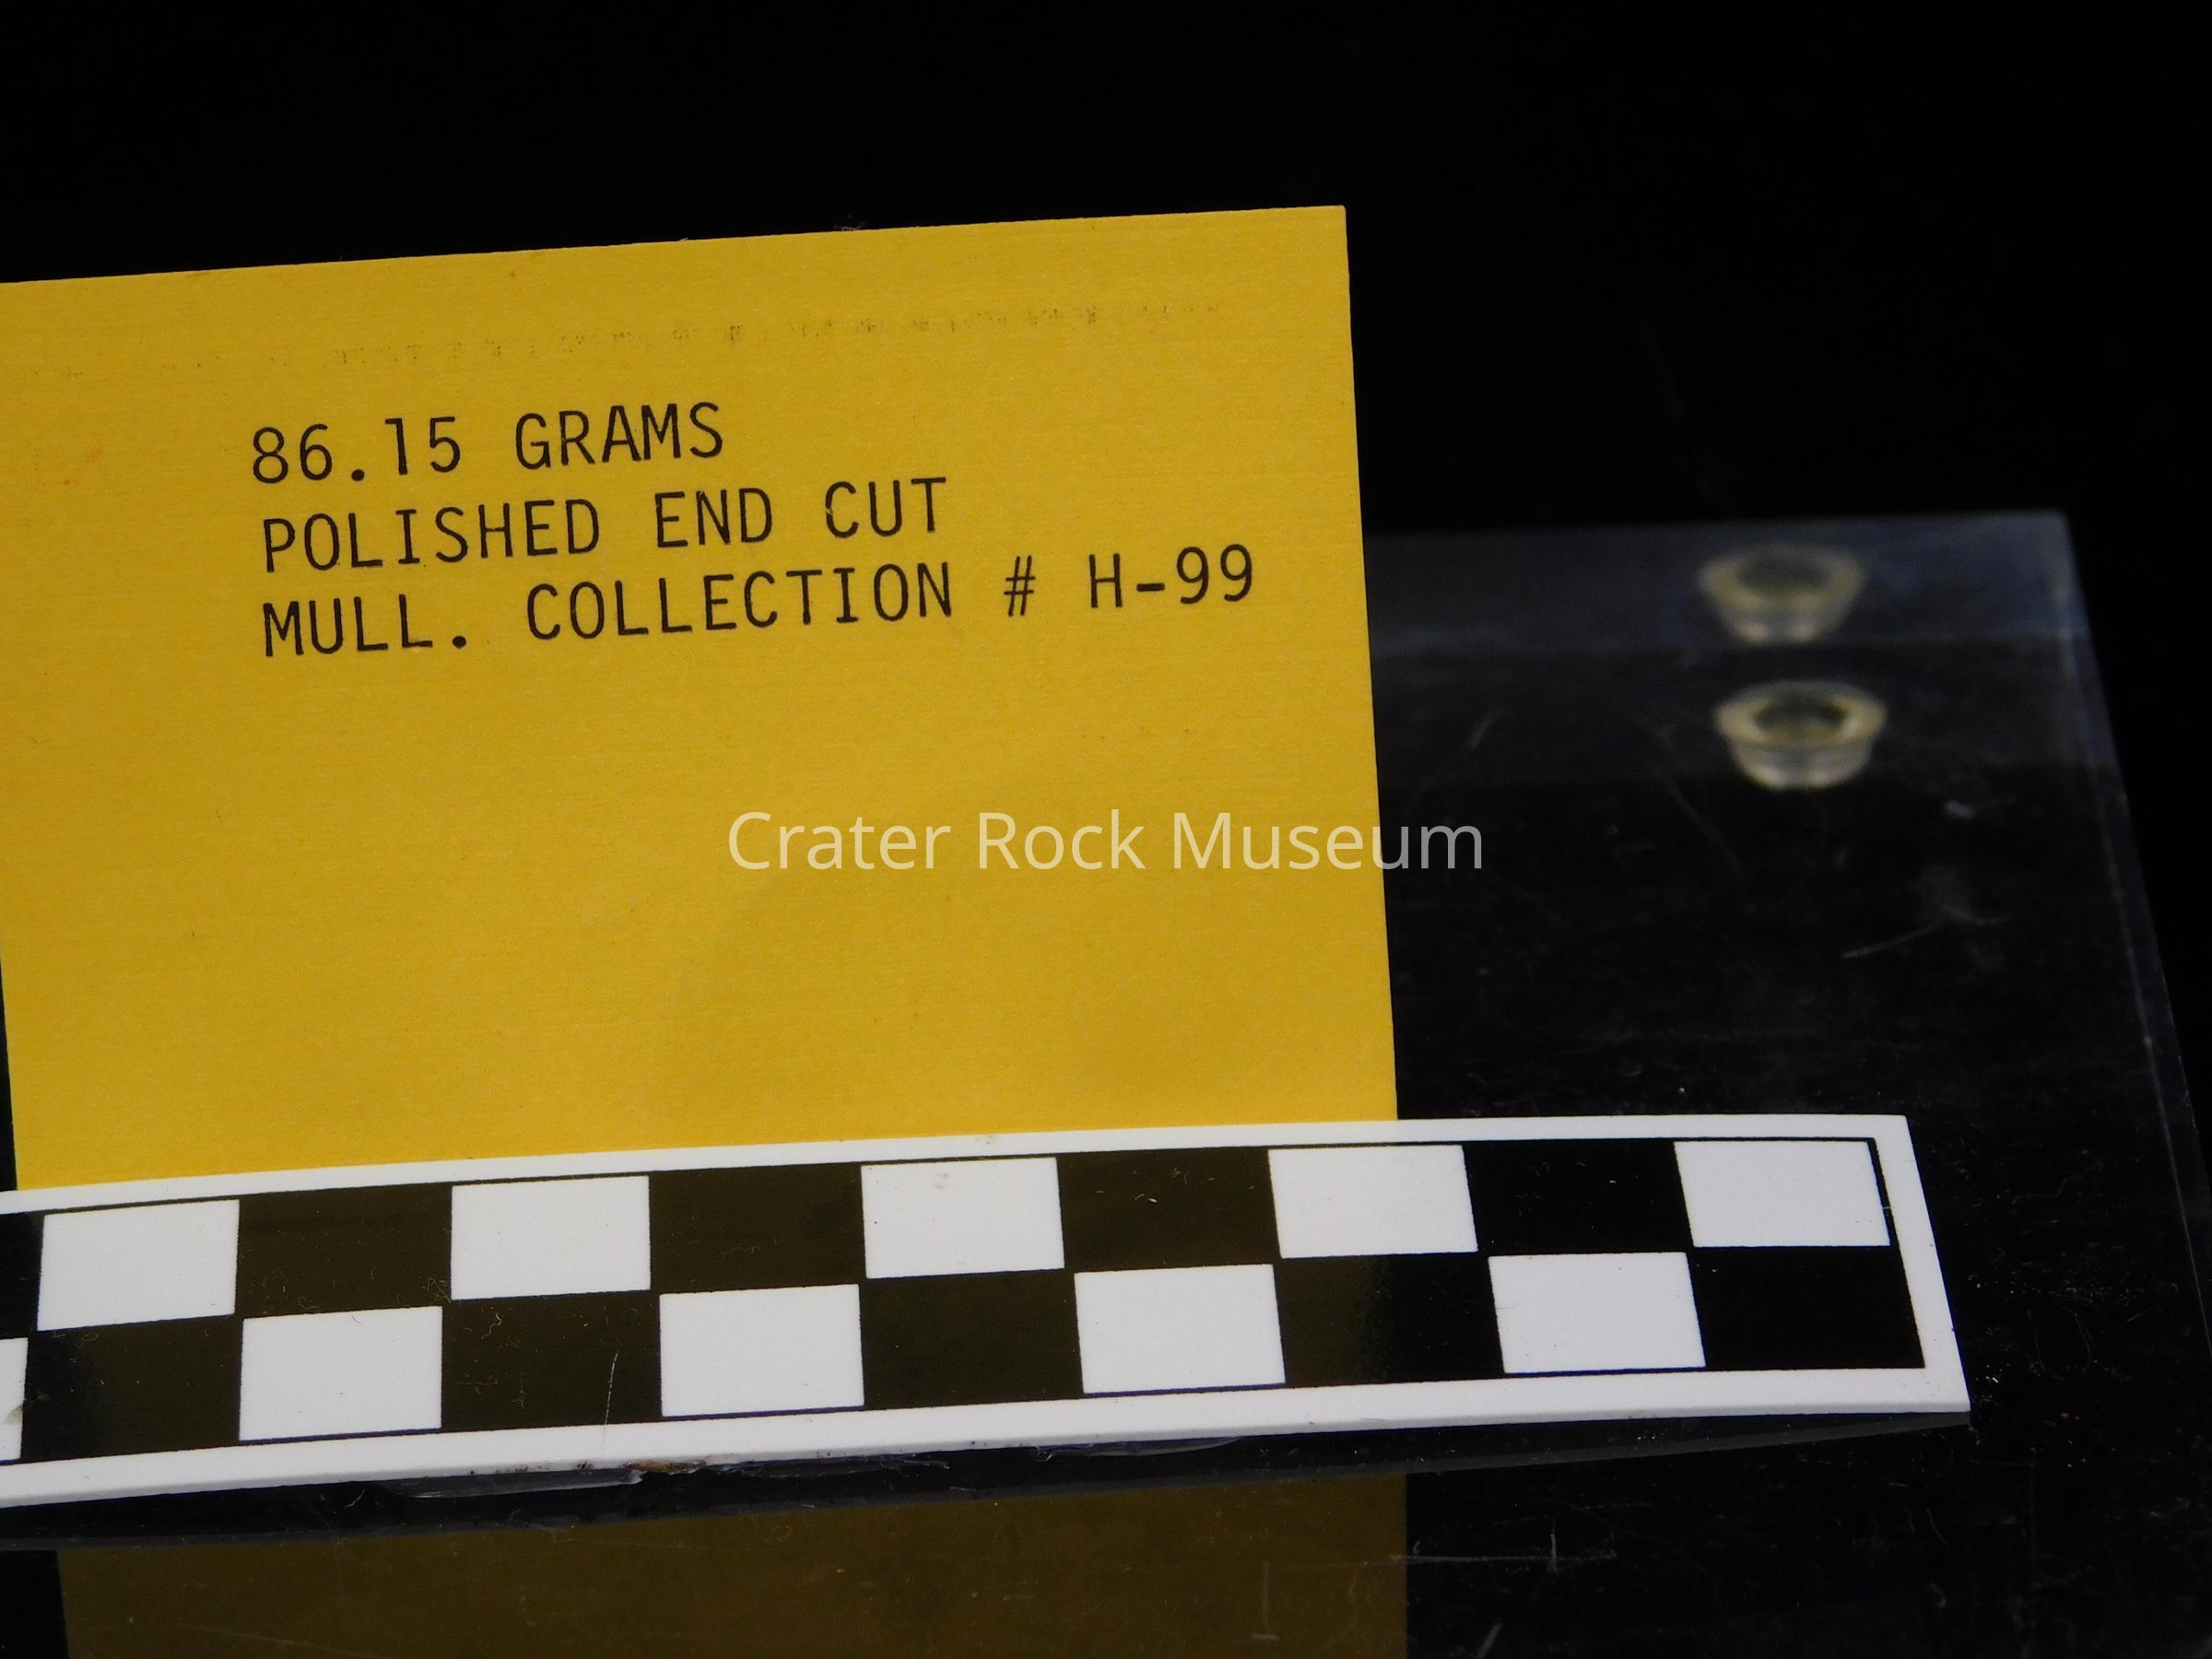 86.15 GRAMS
POLISHED END CUT
MULL. COLLECTION # H-99
Crater Rock Museum